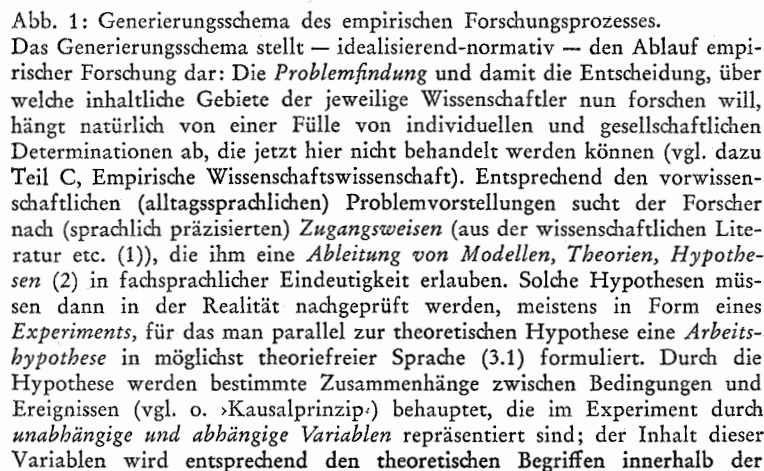 Abb. 1: Generierungsschema des empirischen Forschungsprozesses.
Das Generierungsschema stellt — idealisierend-normativ — den Ablauf empi-
rischer Forschung dar: Die Problemfindung und damit die Entscheidung, über
welche inhaltliche Gebiete der jeweilige Wissenschaftler nun forschen will,
hängt natürlich von einer Fülle von individuellen und gesellschaftlichen
Determinationen ab, die jetzt hier nicht behandelt werden können (vgl. dazu
Teil C, Empirische Wissenschaftswissenschaft). Entsprechend den vorwissen-
schaftlichen (alltagssprachlichen) Problemvorstellungen sucht der Forscher
nach (sprachlich präzisierten) Zugangsweisen (aus der wissenschaftlichen Lite-
ratur etc. (1)), die ihm eine Ableitung von Modellen, Theorien, Hypothe-
sen (2) in fachsprachlicher Eindeutigkeit erlauben. Solche Hypothesen müs-
sen dann in der Realität nachgeprüft werden, meistens in Form eines
Experiments, für das man parallel zur theoretischen Hypothese eine Arbeits-
hypothese in möglichst theoriefreier Sprache (3.1) formuliert. Durch die
Hypothese werden bestimmte Zusammenhänge zwischen Bedingungen und
Ereignissen (vgl. o. ›Kausalprinzip‹) behauptet, die im Experiment durch
unabhängige und abhängige Variablen repräsentiert sind; der Inhalt dieser
Variablen wird entsprechend den theoretischen Begriffen innerhalb der